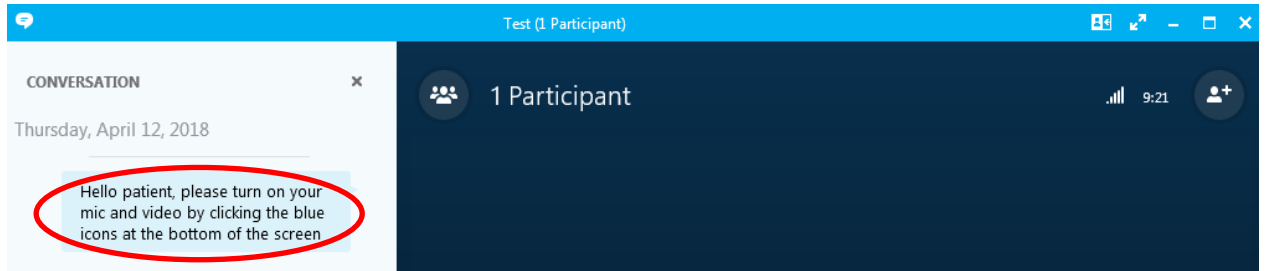 Test (1 Participant)
CONVERSATION
1 Participant
9:21
Thursday, April 12, 2018
Hello patient, please turn on your
mic and video by clicking the blue
icons at the bottom of the screen